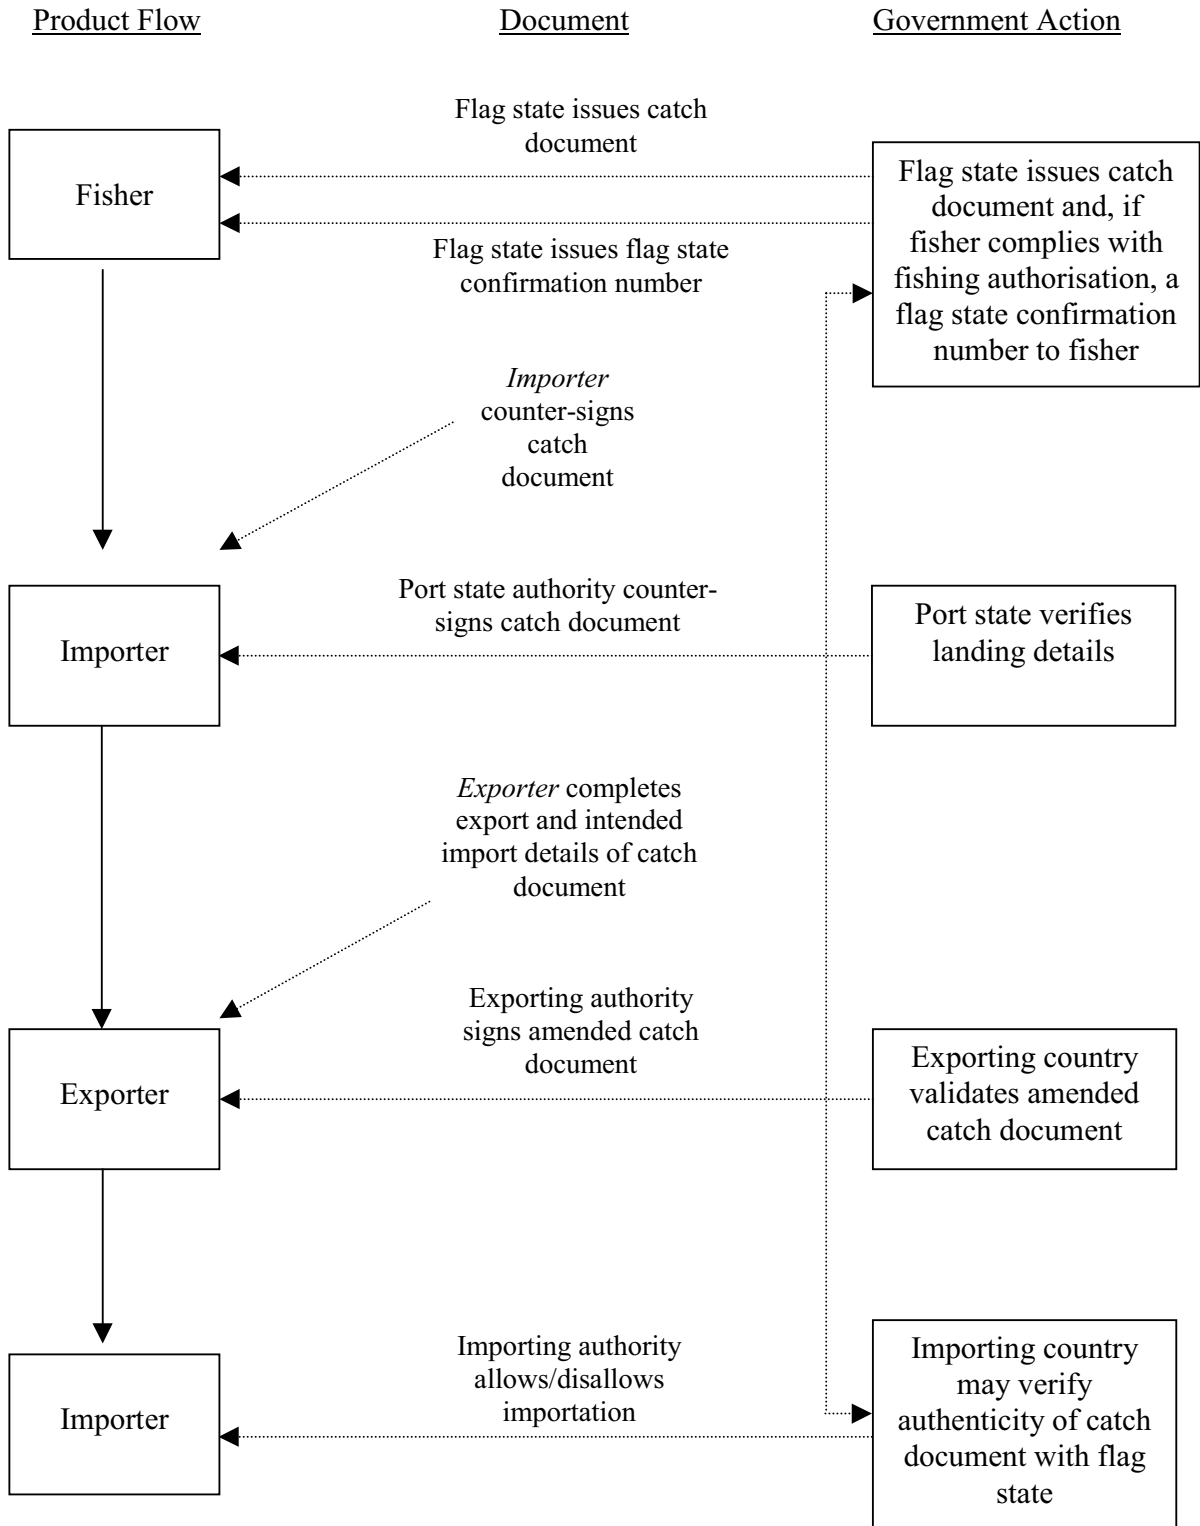 Product Flow
Document
Government Action
Flag state issues catch
document
Fisher
Flag state issues flag state
confirmation number
Flag state issues catch
document and, if
fisher complies with
fishing authorisation, a
flag state confirmation
number to fisher
Importer
counter-signs
catch
document
Importer
Port state authority counter-
signs catch document
Port state verifies
landing details
Exporter completes
export and intended
import details of catch
document
Exporter
Exporting authority
signs amended catch
document
Exporting country
validates amended
catch document
Importer
Importing authority
allows/disallows
importation
Importing country
may verify
authenticity of catch
document with flag
state